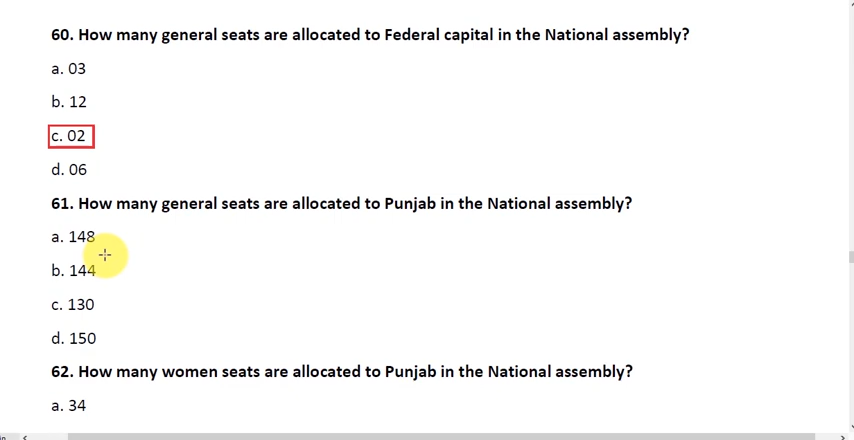 60. How many general seats are allocated to Federal capital in the National assembly?
a. 03
b. 12
c. 02
d. 06
61. How many general seats are allocated to Punjab in the National assembly?
a. 148
b. 144
c. 130
d. 150
62. How many women seats are allocated to Punjab in the National assembly?
a. 34